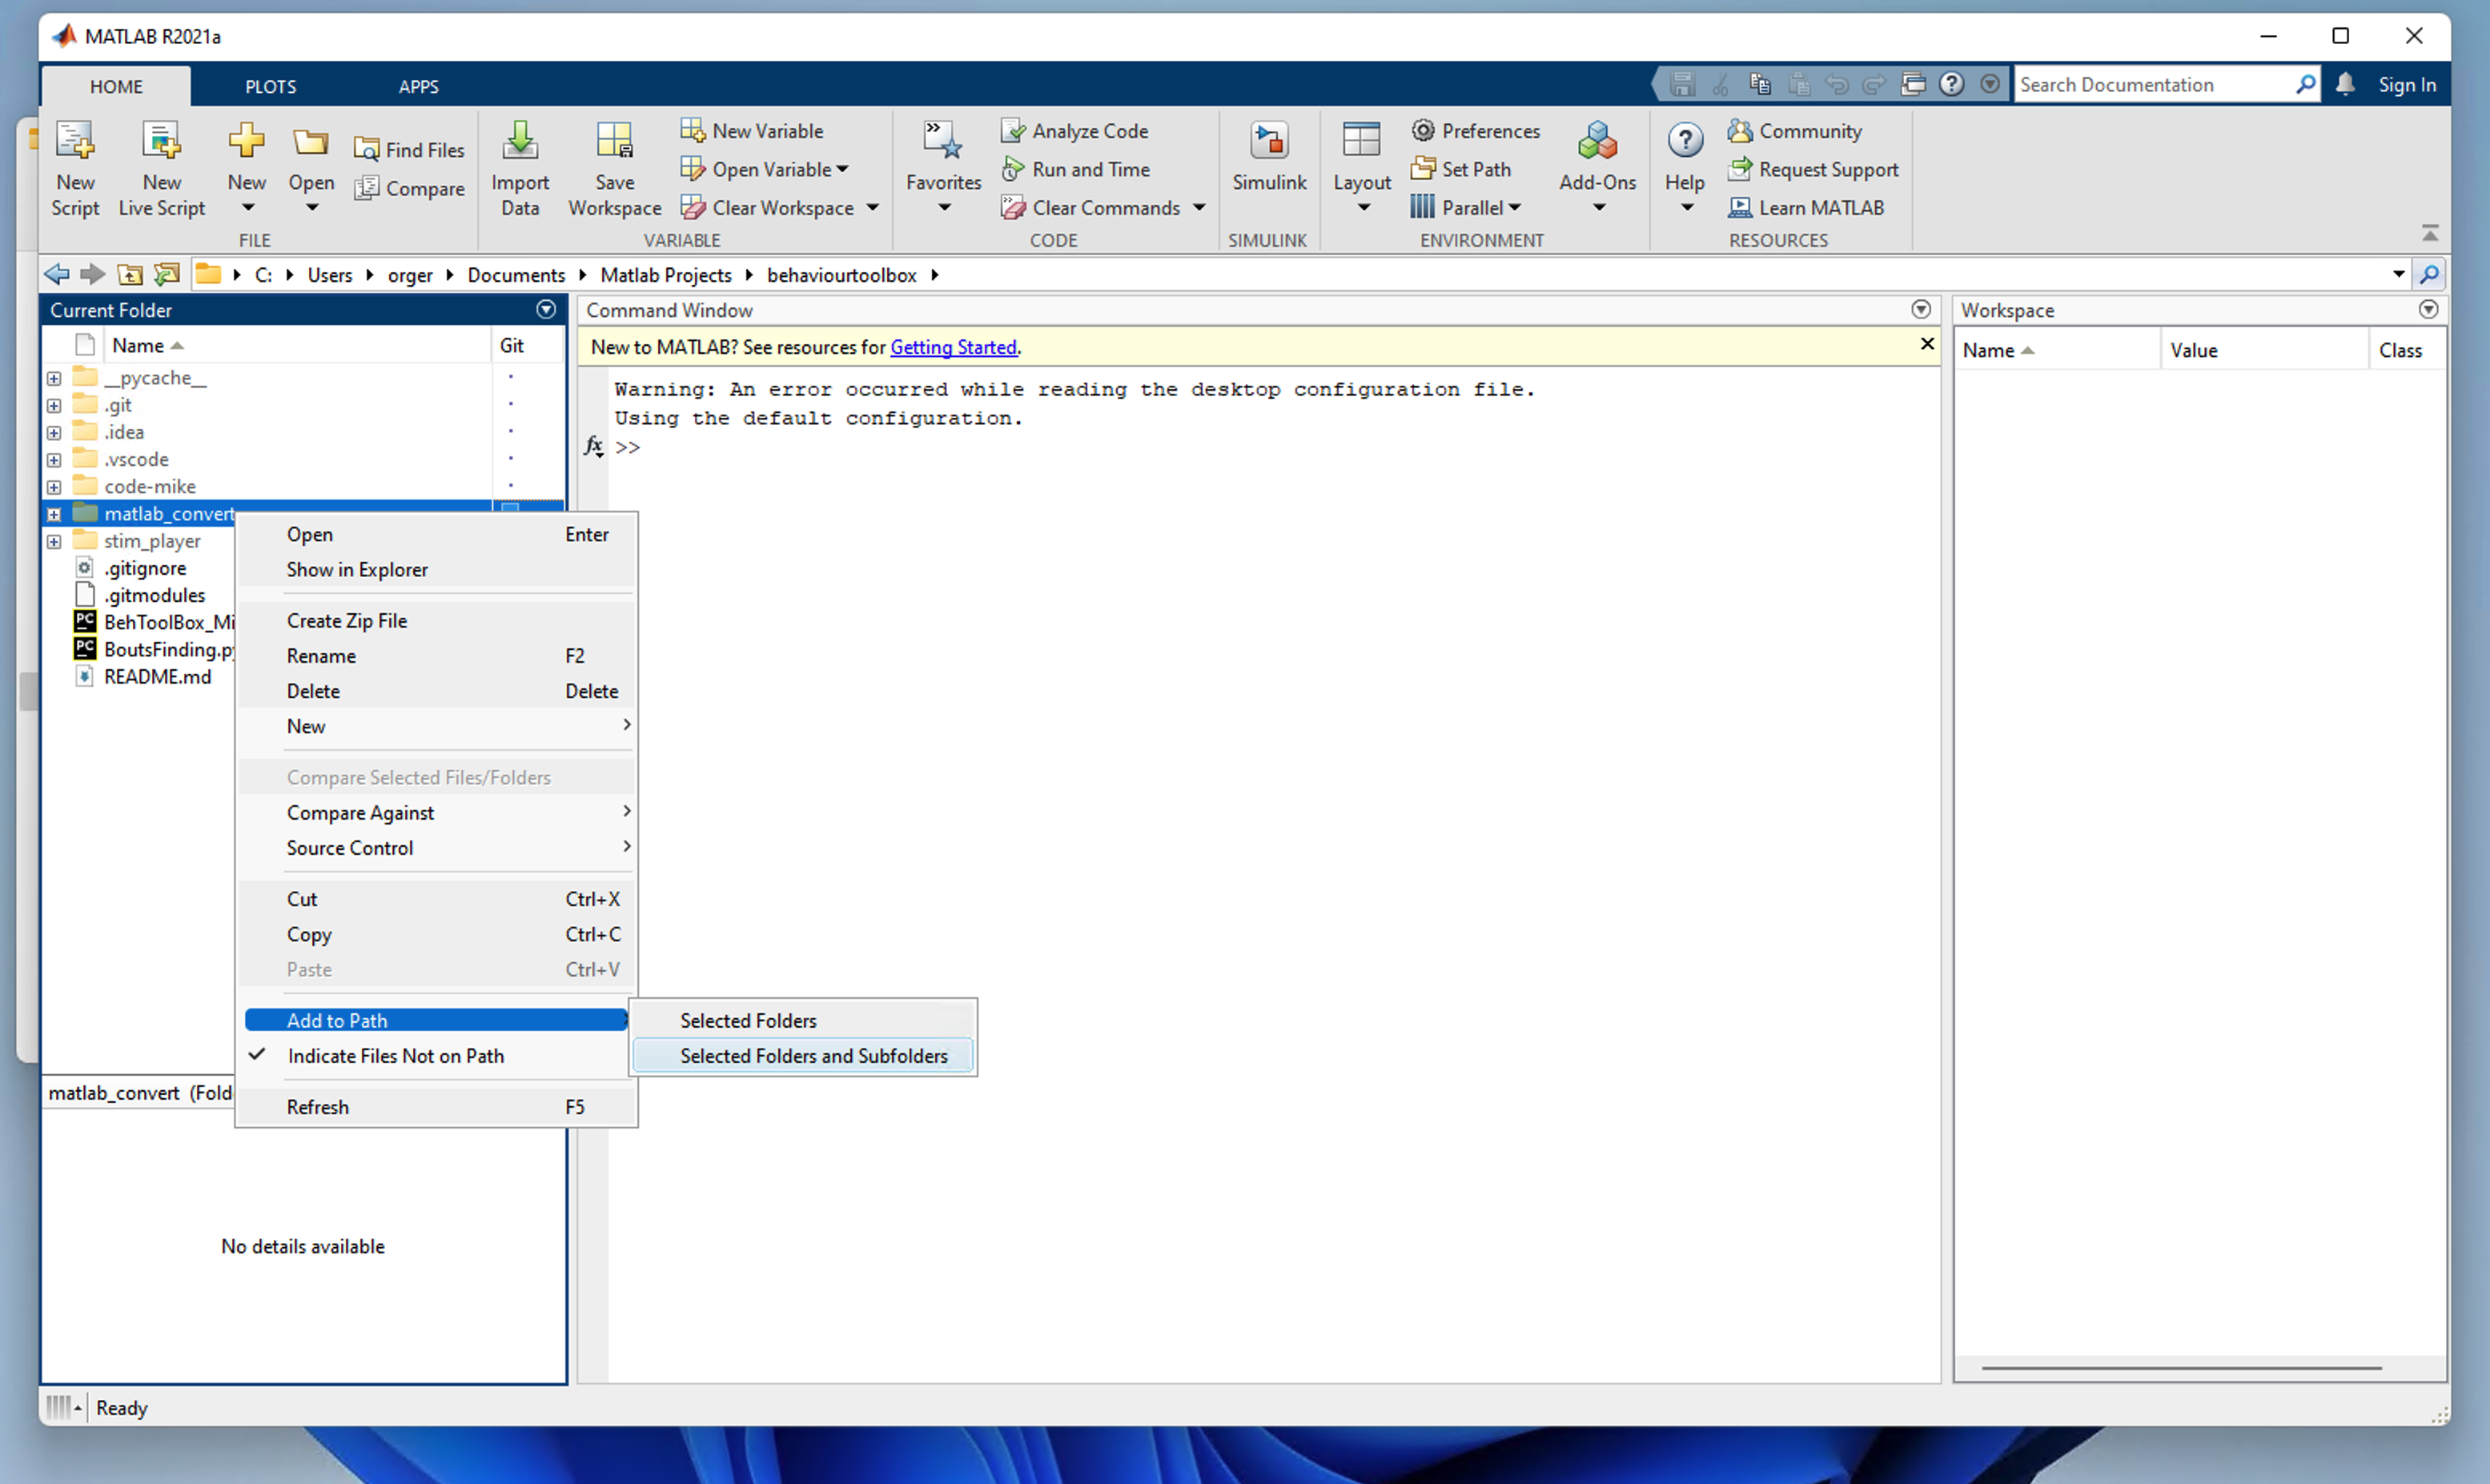 MATLAB R2021a
HOME PLOTS APPS Search Documentation Sign In
New Script
New Live Script
New
Open
Find Files
Compare
FILE
Import Data
Save Workspace
New Variable
Open Variable
Clear Workspace
VARIABLE
Favorites
Analyze Code
Run and Time
Clear Commands
CODE
Simulink
SIMULINK
Layout
Preferences
Set Path
Parallel
Add-Ons
ENVIRONMENT
Help
Community
Request Support
Learn MATLAB
RESOURCES
C: Users orger Documents Matlab Projects behaviourtoolbox
Current Folder
Name Git
__pycache__
.git
.idea
.vscode
code-mike
matlab_convert
stim_player
.gitignore
.gitmodules
BehToolBox_Mi
BoutsFinding.py
README.md
matlab_convert (Fold
No details available
Open Enter
Show in Explorer
Create Zip File
Rename F2
Delete Delete
New
Compare Selected Files/Folders
Compare Against
Source Control
Cut Ctrl+X
Copy Ctrl+C
Paste Ctrl+V
Add to Path
Indicate Files Not on Path
Refresh F5
Selected Folders
Selected Folders and Subfolders
Command Window
New to MATLAB? See resources for Getting Started.
Warning: An error occurred while reading the desktop configuration file.
Using the default configuration.
fx >>
Workspace
Name Value Class
Ready